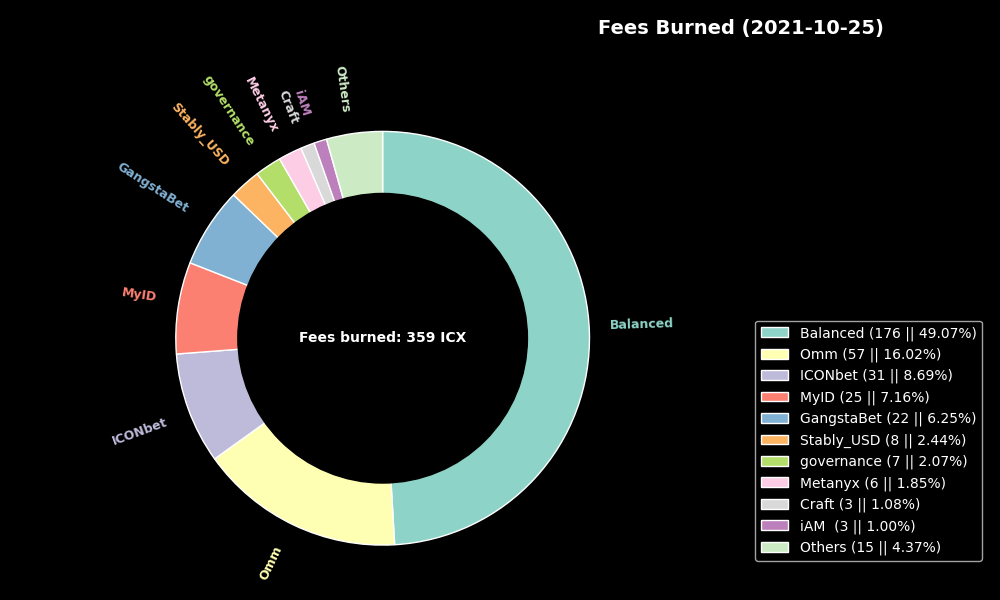 Fees Burned (2021-10-25)
Others
iAM
Craft
Metanyx
governance
Stably_USD
GangstaBet
MyID
ICONbet
Omm
Balanced
Fees burned: 359 ICX
Balanced (176 || 49.07%)
Omm (57 || 16.02%)
ICONbet (31 || 8.69%)
MyID (25 || 7.16%)
GangstaBet (22 || 6.25%)
Stably_USD (8 || 2.44%)
governance (7 || 2.07%)
Metanyx (6 || 1.85%)
Craft (3 || 1.08%)
iAM  (3 || 1.00%)
Others (15 || 4.37%)